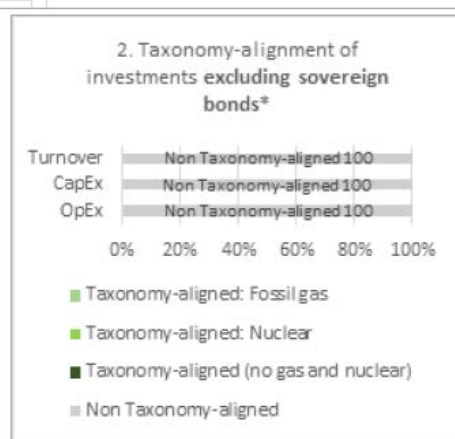 2. Taxonomy-alignment of
investments excluding sovereign
bonds*
Turnover Non Taxonomy-aligned 100
CapEx Non Taxonomy-aligned 100
OpEx Non Taxonomy-aligned 100
0% 20% 40% 60% 80% 100%
Taxonomy-aligned: Fossil gas
Taxonomy-aligned: Nuclear
Taxonomy-aligned (no gas and nuclear)
Non Taxonomy-aligned